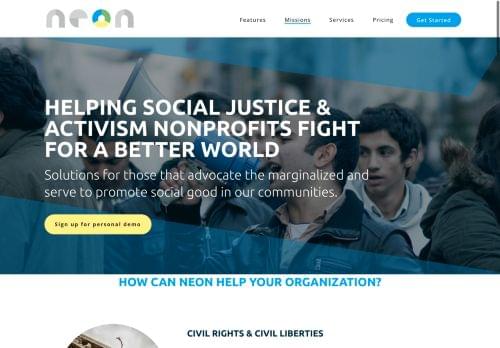 neon
Features
Missions
Services
Pricing
Get Started
HELPING SOCIAL JUSTICE &
ACTIVISM NONPROFITS FIGHT
FOR A BETTER WORLD
Solutions for those that advocate the marginalized and
serve to promote social good in our communities.
Sign up for personal demo
HOW CAN NEON HELP YOUR ORGANIZATION?
CIVIL RIGHTS & CIVIL LIBERTIES